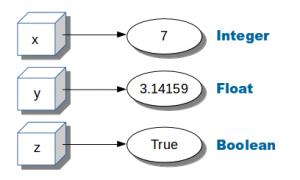 x 7 Integer
y 3.14159 Float
z True Boolean